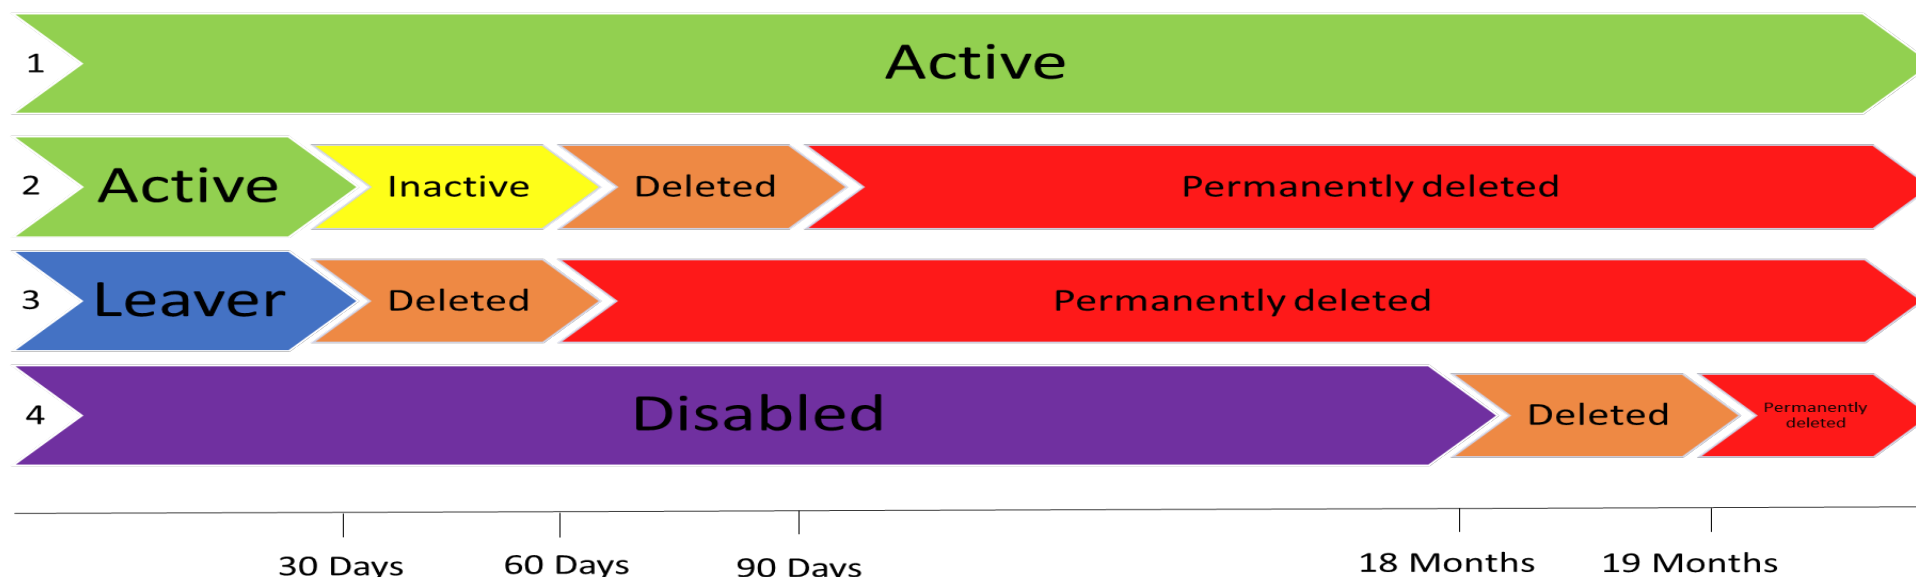 1
Active
2
Active
Inactive
Deleted
Permanently deleted
3
Leaver
Deleted
Permanently deleted
4
Disabled
Deleted
Permanently
deleted
30 Days
60 Days
90 Days
18 Months
19 Months